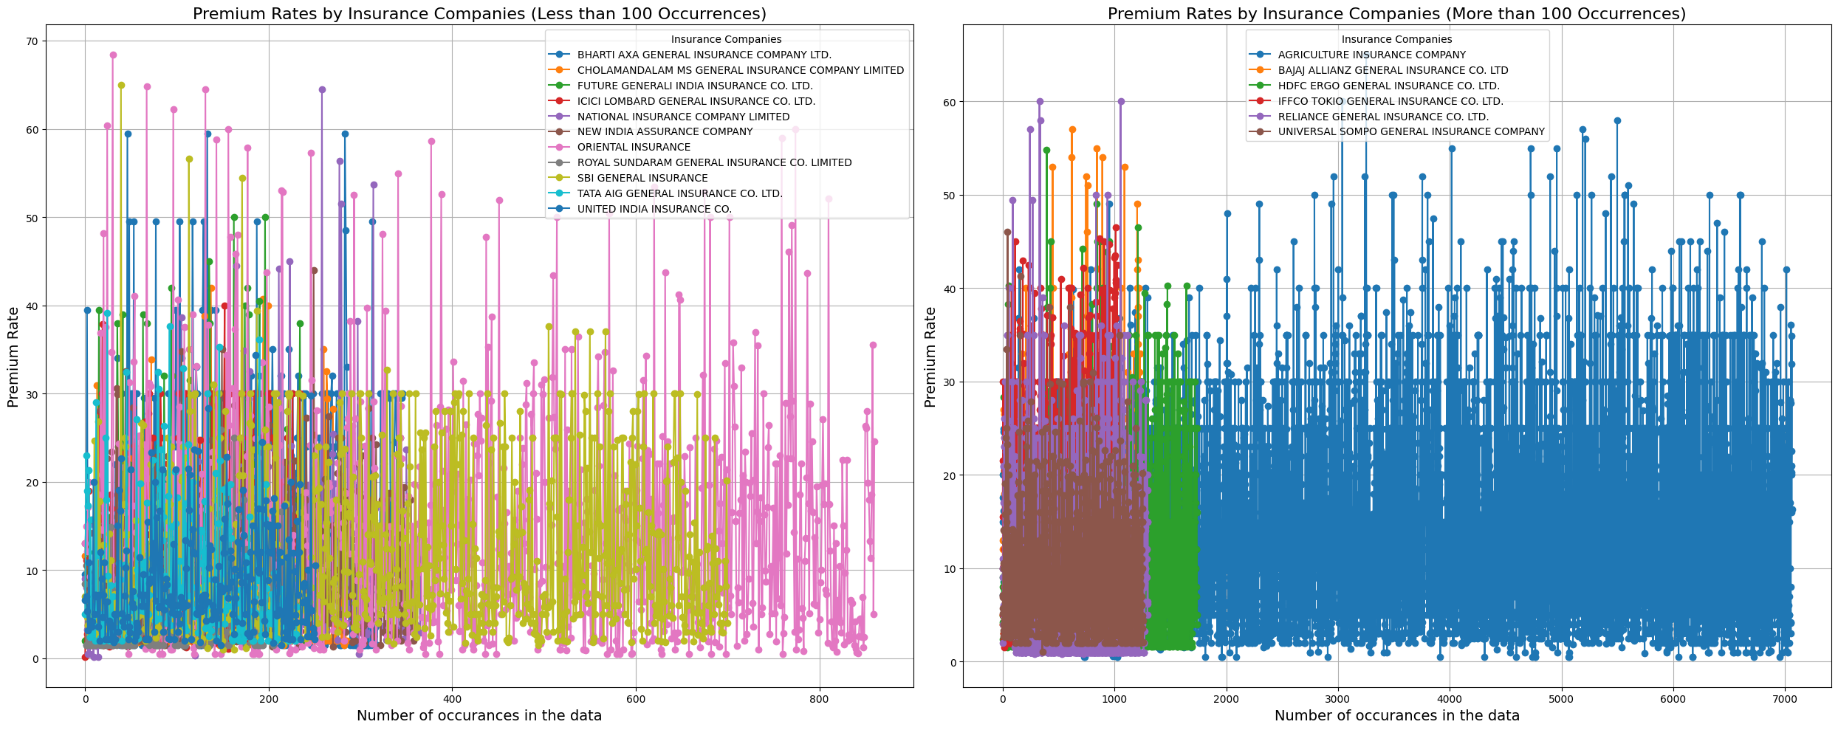 Premium Rates by Insurance Companies (Less than 100 Occurrences)
Insurance Companies
BHARTI AXA GENERAL INSURANCE COMPANY LTD.
CHOLAMANDALAM MS GENERAL INSURANCE COMPANY LIMITED
FUTURE GENERALI INDIA INSURANCE CO. LTD.
ICICI LOMBARD GENERAL INSURANCE CO. LTD.
NATIONAL INSURANCE COMPANY LIMITED
NEW INDIA ASSURANCE COMPANY
ORIENTAL INSURANCE
ROYAL SUNDARAM GENERAL INSURANCE CO. LIMITED
SBI GENERAL INSURANCE
TATA AIG GENERAL INSURANCE CO. LTD.
UNITED INDIA INSURANCE CO.
Premium Rate
70
60
50
40
30
20
10
0
0 200 400 600 800
Number of occurances in the data
Premium Rates by Insurance Companies (More than 100 Occurrences)
Insurance Companies
AGRICULTURE INSURANCE COMPANY
BAJAJ ALLIANZ GENERAL INSURANCE CO. LTD
HDFC ERGO GENERAL INSURANCE CO. LTD.
IFFCO TOKIO GENERAL INSURANCE CO. LTD.
RELIANCE GENERAL INSURANCE CO. LTD.
UNIVERSAL SOMPO GENERAL INSURANCE COMPANY
Premium Rate
60
50
40
30
20
10
0
0 1000 2000 3000 4000 5000 6000 7000
Number of occurances in the data